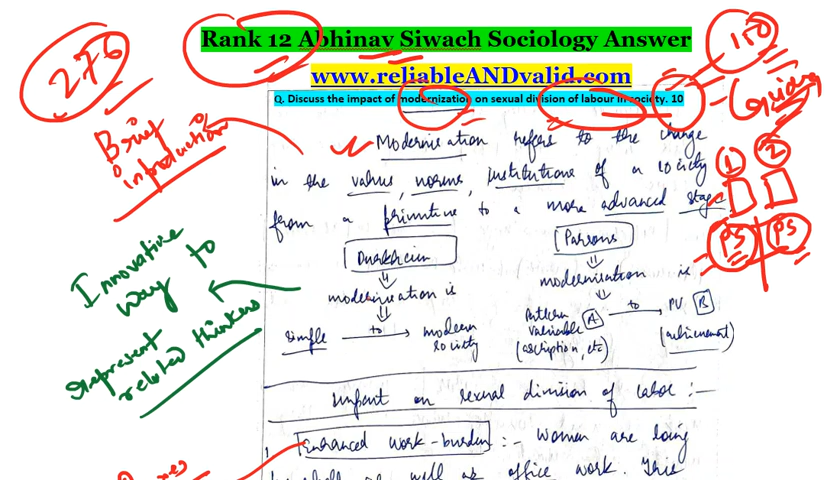 Rank 12 Abhinav Siwach Sociology Answer
www.reliableANDvalid.com
Q. Discuss the impact of modernization on sexual division of labour in society. 10
276
150
Brief introduction
Modernisation refers to the change
in the values, norms, institutions of a society
from a primitive to a more advanced stage.
1 2
PS PS
Innovative way to represent related thinkers
Durkheim
modernisation is
simple to modern society
Parsons
modernisation is
Pattern variable A to PV B
(ascription, etc (achievement)
Impact on sexual division of labor :-
Enhanced work-burden :- Women are doing
household as well as office work. This